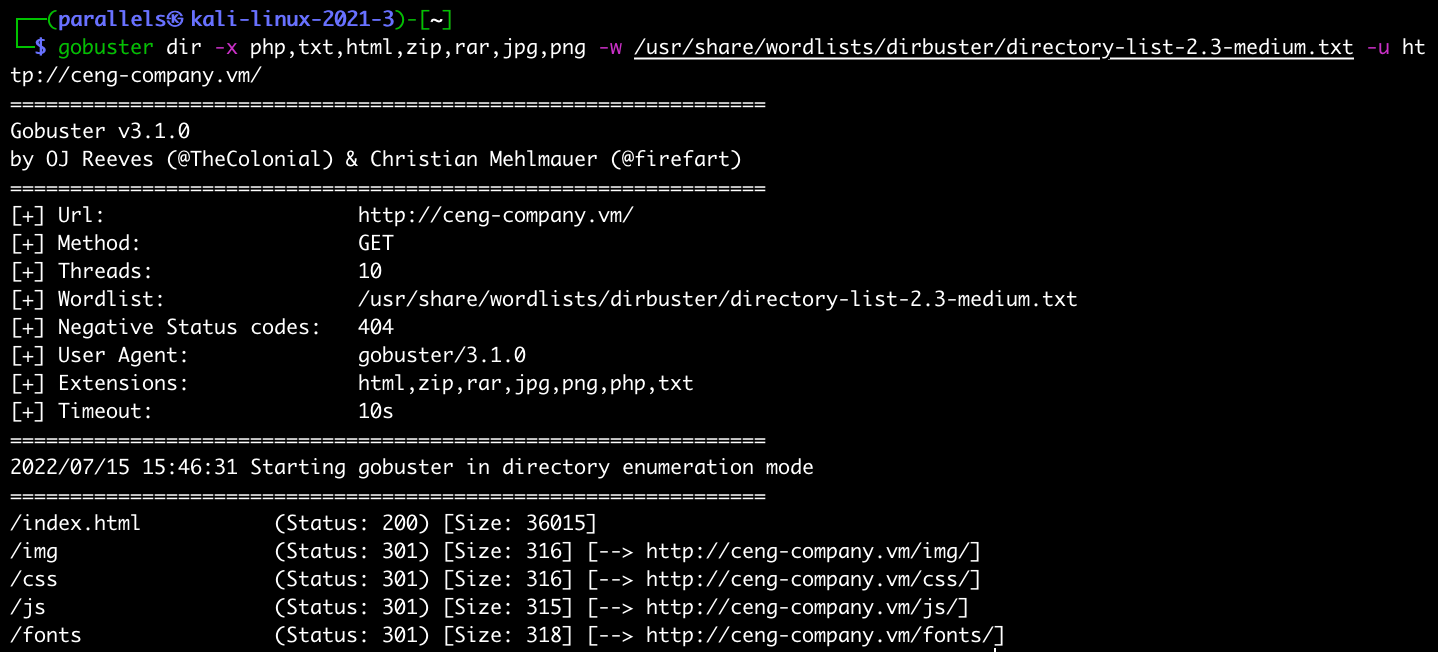 ┌──(parallels㉿kali-linux-2021-3)-[~]
└─$ gobuster dir -x php,txt,html,zip,rar,jpg,png -w /usr/share/wordlists/dirbuster/directory-list-2.3-medium.txt -u ht
tp://ceng-company.vm/
===============================================================
Gobuster v3.1.0
by OJ Reeves (@TheColonial) & Christian Mehlmauer (@firefart)
===============================================================
[+] Url:                     http://ceng-company.vm/
[+] Method:                  GET
[+] Threads:                 10
[+] Wordlist:                /usr/share/wordlists/dirbuster/directory-list-2.3-medium.txt
[+] Negative Status codes:   404
[+] User Agent:              gobuster/3.1.0
[+] Extensions:              html,zip,rar,jpg,png,php,txt
[+] Timeout:                 10s
===============================================================
2022/07/15 15:46:31 Starting gobuster in directory enumeration mode
===============================================================
/index.html           (Status: 200) [Size: 36015]
/img                  (Status: 301) [Size: 316] [--> http://ceng-company.vm/img/]
/css                  (Status: 301) [Size: 316] [--> http://ceng-company.vm/css/]
/js                   (Status: 301) [Size: 315] [--> http://ceng-company.vm/js/]
/fonts                (Status: 301) [Size: 318] [--> http://ceng-company.vm/fonts/]